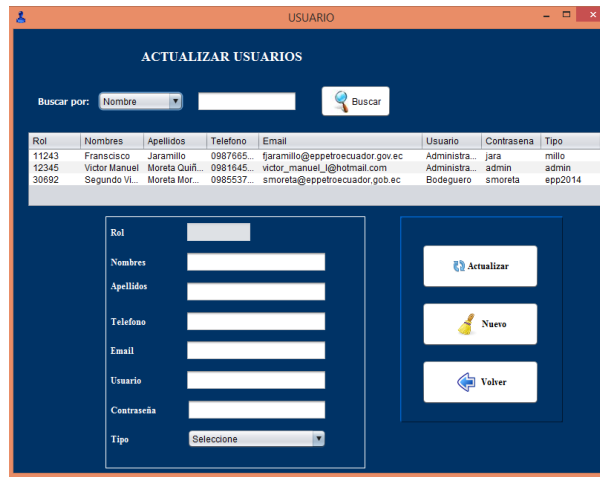 USUARIO
ACTUALIZAR USUARIOS
Buscar por: Nombre Buscar
Rol Nombres Apellidos Telefono Email Usuario Contrasena Tipo
11243 Franscisco Jaramillo 0987665... fjaramillo@eppetroecuador.gov.ec Administra... jara millo
12345 Victor Manuel Moreta Quiñ... 0981645... victor_manuel_l@hotmail.com Administra... admin admin
30692 Segundo Vi... Moreta Mor... 0985537... smoreta@eppetroecuador.gob.ec Bodeguero smoreta epp2014
Rol
Nombres
Apellidos
Telefono
Email
Usuario
Contraseña
Tipo Seleccione
Actualizar
Nuevo
Volver